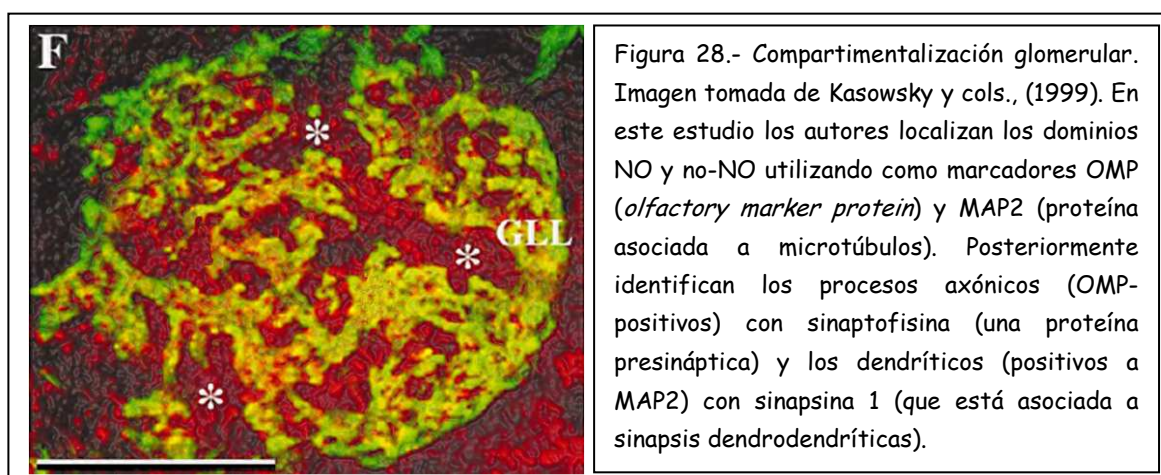 F
GLL
Figura 28.- Compartimentalización glomerular.
Imagen tomada de Kasowsky y cols., (1999). En
este estudio los autores localizan los dominios
NO y no-NO utilizando como marcadores OMP
(olfactory marker protein) y MAP2 (proteína
asociada a microtúbulos). Posteriormente
identifican los procesos axónicos (OMP-
positivos) con sinaptofisina (una proteína
presináptica) y los dendríticos (positivos a
MAP2) con sinapsina 1 (que está asociada a
sinapsis dendrodendríticas).